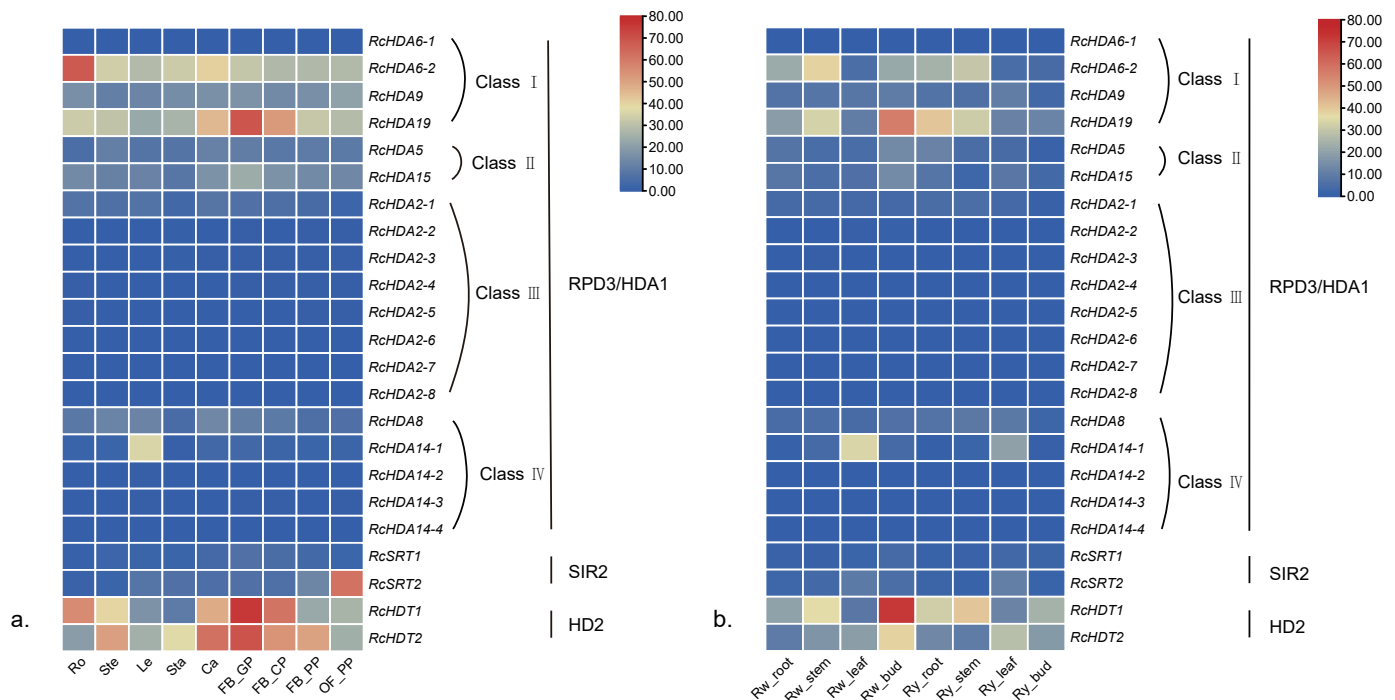 a.
80.00
70.00
60.00
50.00
40.00
30.00
20.00
10.00
0.00
RcHDA6-1
RcHDA6-2
RcHDA9
RcHDA19
RcHDA5
RcHDA15
RcHDA2-1
RcHDA2-2
RcHDA2-3
RcHDA2-4
RcHDA2-5
RcHDA2-6
RcHDA2-7
RcHDA2-8
RcHDA8
RcHDA14-1
RcHDA14-2
RcHDA14-3
RcHDA14-4
RcSRT1
RcSRT2
RcHDT1
RcHDT2
Class Ⅰ
Class Ⅱ
Class Ⅲ
Class Ⅳ
RPD3/HDA1
SIR2
HD2
Ro
Ste
Le
Sta
Ca
FB_GP
FB_CP
FB_PP
OF_PP
b.
80.00
70.00
60.00
50.00
40.00
30.00
20.00
10.00
0.00
RcHDA6-1
RcHDA6-2
RcHDA9
RcHDA19
RcHDA5
RcHDA15
RcHDA2-1
RcHDA2-2
RcHDA2-3
RcHDA2-4
RcHDA2-5
RcHDA2-6
RcHDA2-7
RcHDA2-8
RcHDA8
RcHDA14-1
RcHDA14-2
RcHDA14-3
RcHDA14-4
RcSRT1
RcSRT2
RcHDT1
RcHDT2
Class Ⅰ
Class Ⅱ
Class Ⅲ
Class Ⅳ
RPD3/HDA1
SIR2
HD2
Rw_root
Rw_stem
Rw_leaf
Rw_bud
Ry_root
Ry_stem
Ry_leaf
Ry_bud